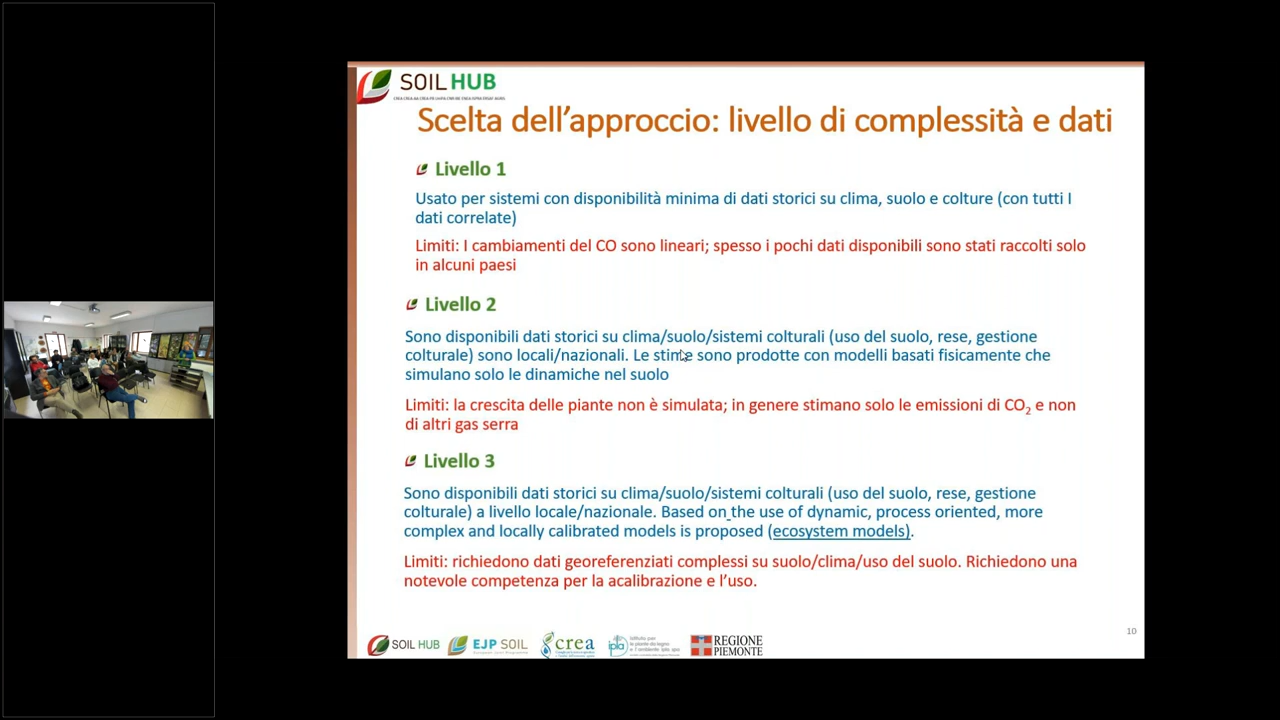 SOIL HUB
Scelta dell'approccio: livello di complessità e dati
Livello 1
Usato per sistemi con disponibilità minima di dati storici su clima, suolo e colture (con tutti I
dati correlate)
Limiti: I cambiamenti del CO sono lineari; spesso i pochi dati disponibili sono stati raccolti solo
in alcuni paesi
Livello 2
Sono disponibili dati storici su clima/suolo/sistemi colturali (uso del suolo, rese, gestione
colturale) sono locali/nazionali. Le stime sono prodotte con modelli basati fisicamente che
simulano solo le dinamiche nel suolo
Limiti: la crescita delle piante non è simulata; in genere stimano solo le emissioni di CO₂ e non
di altri gas serra
Livello 3
Sono disponibili dati storici su clima/suolo/sistemi colturali (uso del suolo, rese, gestione
colturale) a livello locale/nazionale. Based on the use of dynamic, process oriented, more
complex and locally calibrated models is proposed (ecosystem models).
Limiti: richiedono dati georeferenziati complessi su suolo/clima/uso del suolo. Richiedono una
notevole competenza per la acalibrazione e l'uso.
10
SOIL HUB
EJP SOIL
crea
ipla
REGIONE
PIEMONTE